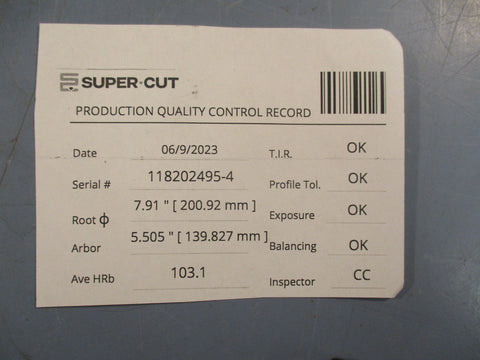 SUPER·CUT
PRODUCTION QUALITY CONTROL RECORD
Date 06/9/2023 T.I.R. OK
Serial # 118202495-4 Profile Tol. OK
Root ϕ 7.91 " [ 200.92 mm ] Exposure OK
Arbor 5.505 " [ 139.827 mm ] Balancing OK
Ave HRb 103.1 Inspector CC